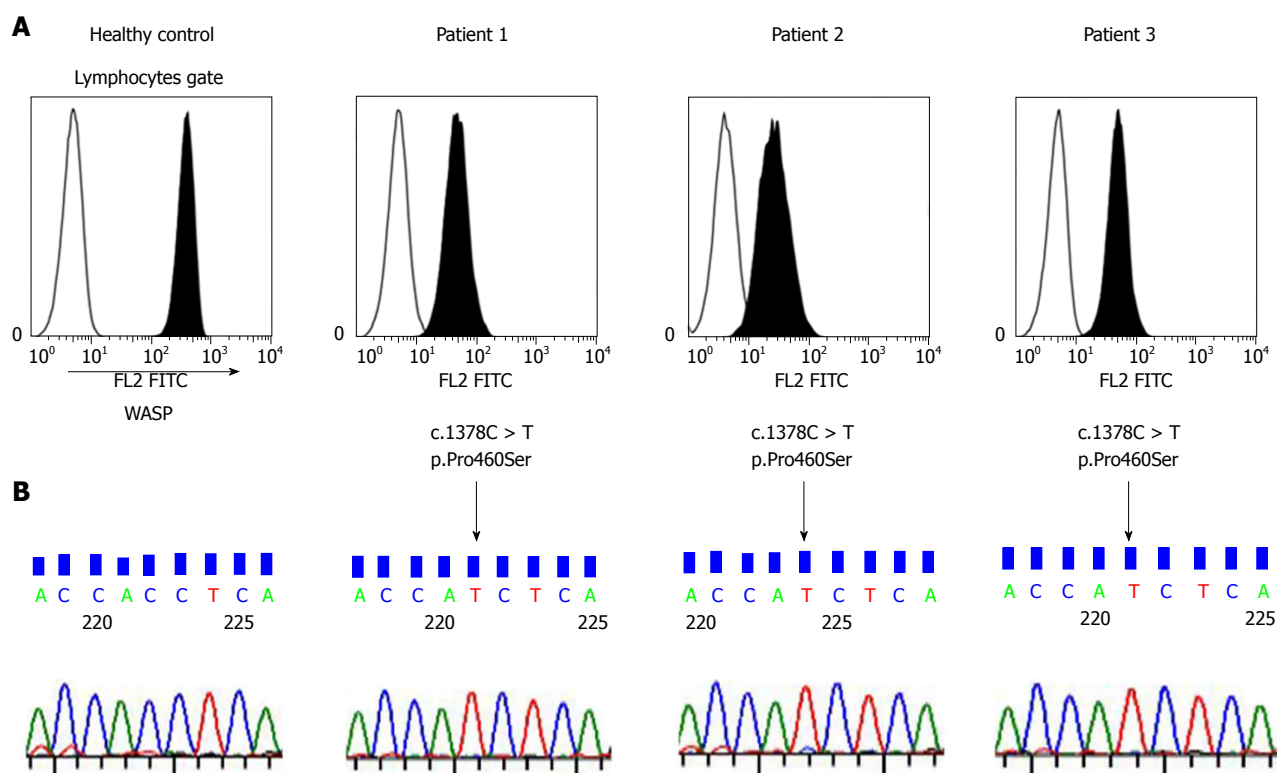 A
Healthy control
Patient 1
Patient 2
Patient 3
Lymphocytes gate
0
0
0
0
10^0 10^1 10^2 10^3 10^4
10^0 10^1 10^2 10^3 10^4
10^0 10^1 10^2 10^3 10^4
10^0 10^1 10^2 10^3 10^4
FL2 FITC
FL2 FITC
FL2 FITC
FL2 FITC
WASP
c.1378C > T
p.Pro460Ser
c.1378C > T
p.Pro460Ser
c.1378C > T
p.Pro460Ser
B
A C C A C C T C A
220 225
A C C A T C T C A
220 225
A C C A T C T C A
220 225
A C C A T C T C A
220 225